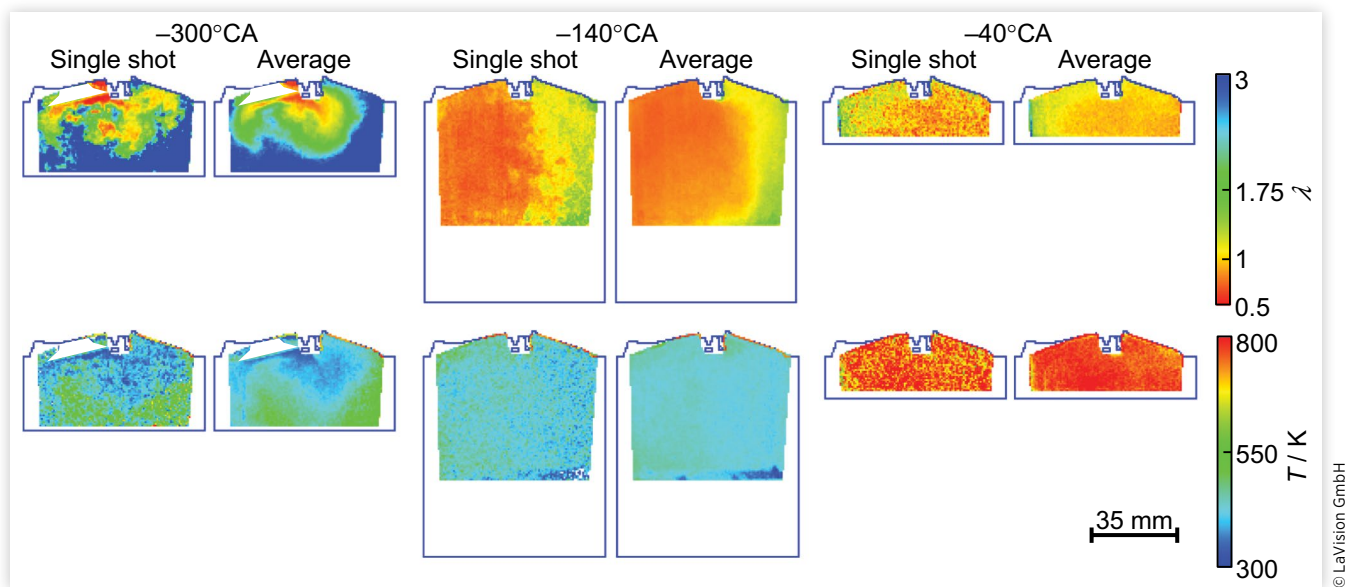 –300°CA
–140°CA
–40°CA
Single shot
Average
Single shot
Average
Single shot
Average
3
1.75
λ
1
0.5
800
550
T / K
300
35 mm
© LaVision GmbH